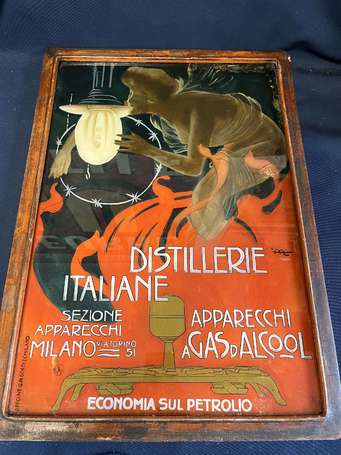 DISTILLERIE
ITALIANE
SEZIONE
APPARECCHI
MILANO VIA TORINO 51
APPARECCHI
A GAS D'ALCOOL
ECONOMIA SUL PETROLIO